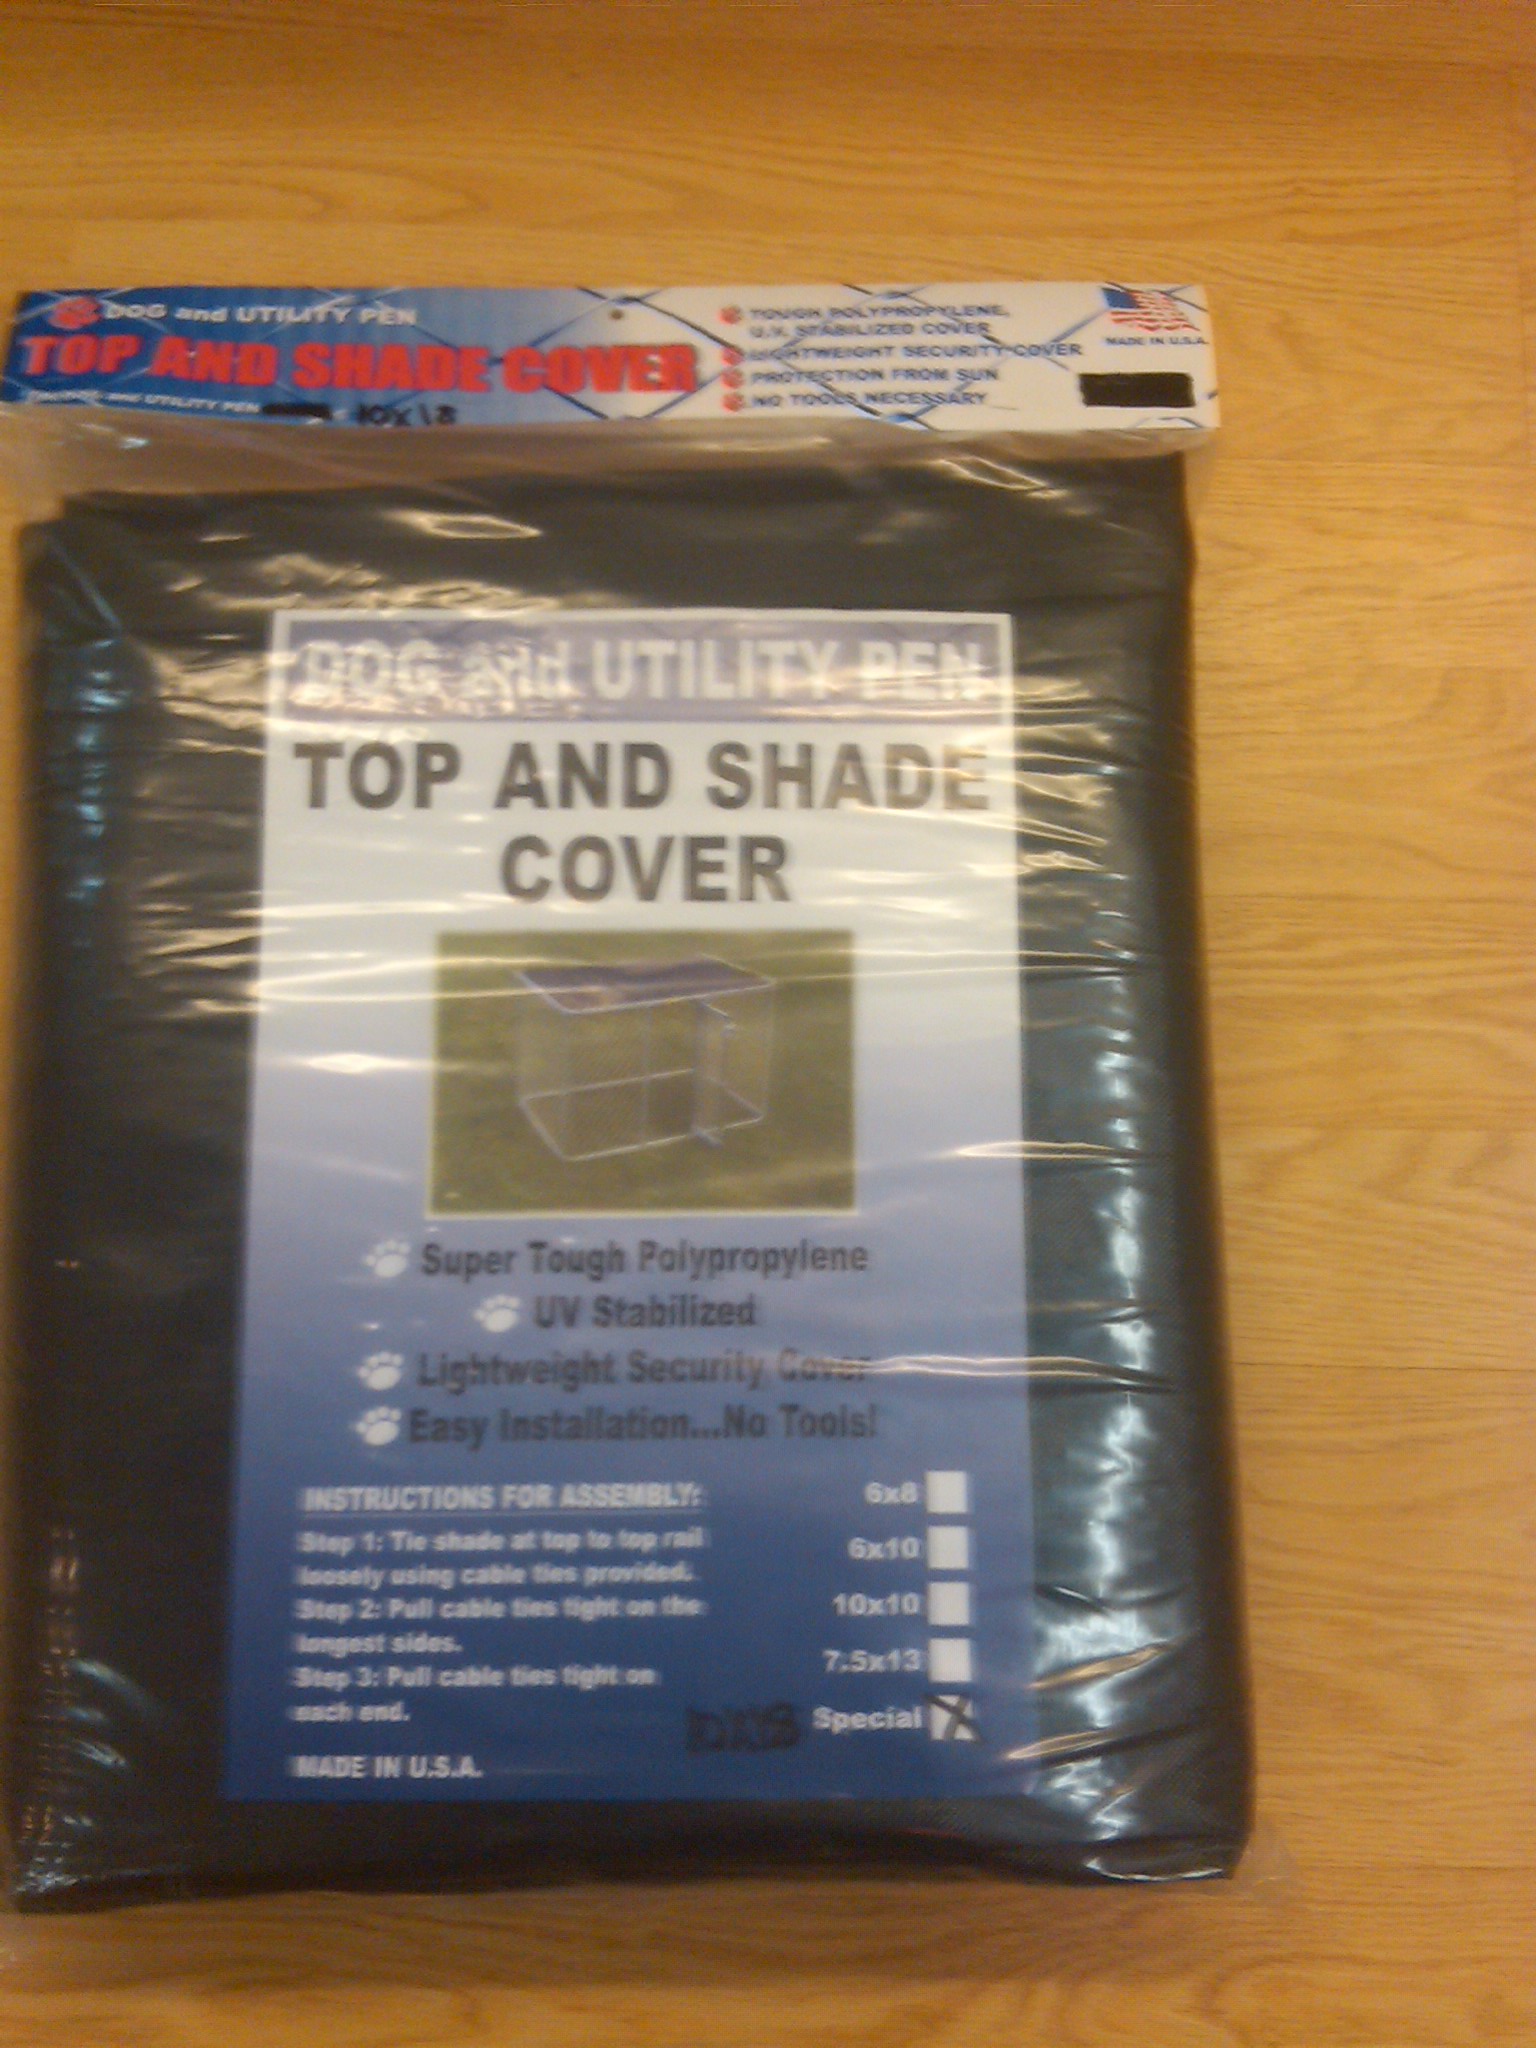 DOG and UTILITY PEN
TOP AND SHADE COVER
and UTILITY PEN
10x18
TOUGH POLYPROPYLENE,
U.V. STABILIZED COVER
LIGHTWEIGHT SECURITY COVER
PROTECTION FROM SUN
NO TOOLS NECESSARY
MADE IN U.S.A.
DOG and UTILITY PEN
TOP AND SHADE
COVER
Super Tough Polypropylene
UV Stabilized
Lightweight Security Cover
Easy Installation...No Tools!
INSTRUCTIONS FOR ASSEMBLY:
Step 1: Tie shade at top to top rail
loosely using cable ties provided.
Step 2: Pull cable ties tight on the
longest sides.
Step 3: Pull cable ties tight on
each end.
MADE IN U.S.A.
6x8
6x10
10x10
7.5x13
10x18 Special X